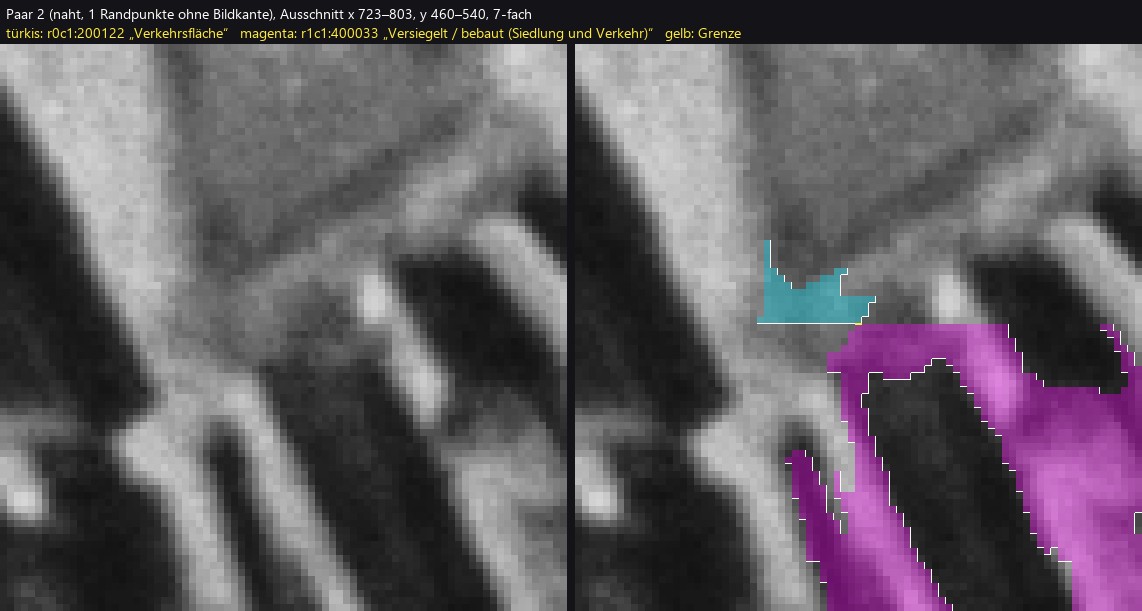 Paar 2 (naht, 1 Randpunkte ohne Bildkante), Ausschnitt x 723–803, y 460–540, 7-fach
türkis: r0c1:200122 „Verkehrsfläche“ magenta: r1c1:400033 „Versiegelt / bebaut (Siedlung und Verkehr)“ gelb: Grenze